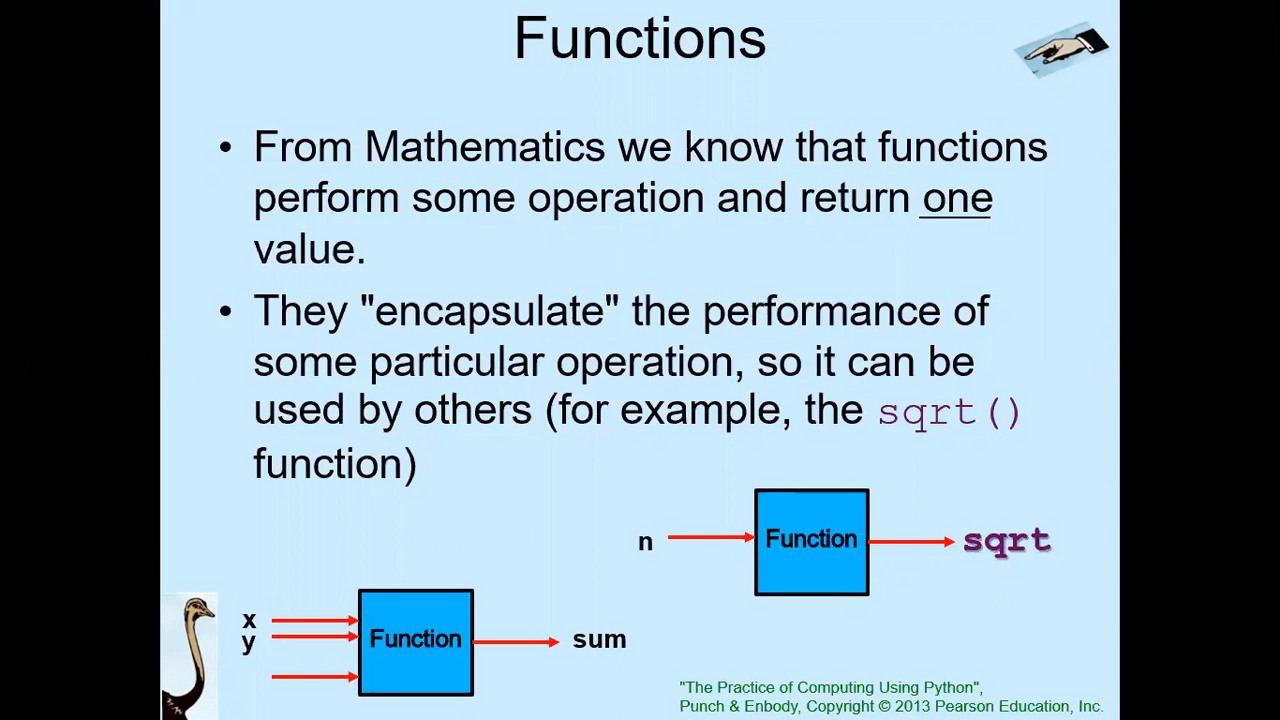 Functions
• From Mathematics we know that functions
perform some operation and return one
value.
• They "encapsulate" the performance of
some particular operation, so it can be
used by others (for example, the sqrt()
function)
n Function sqrt
x
y Function sum
"The Practice of Computing Using Python",
Punch & Enbody, Copyright © 2013 Pearson Education, Inc.